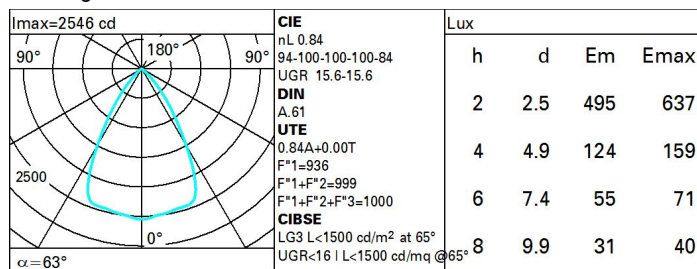 Imax=2546 cd
90°
180°
90°
2500
0°
α=63°
CIE
nL 0.84
94-100-100-100-84
UGR 15.6-15.6
DIN
A.61
UTE
0.84A+0.00T
F"1=936
F"1+F"2=999
F"1+F"2+F"3=1000
CIBSE
LG3 L<1500 cd/m² at 65°
UGR<16 | L<1500 cd/mq @65°
Lux
h d Em Emax
2 2.5 495 637
4 4.9 124 159
6 7.4 55 71
8 9.9 31 40